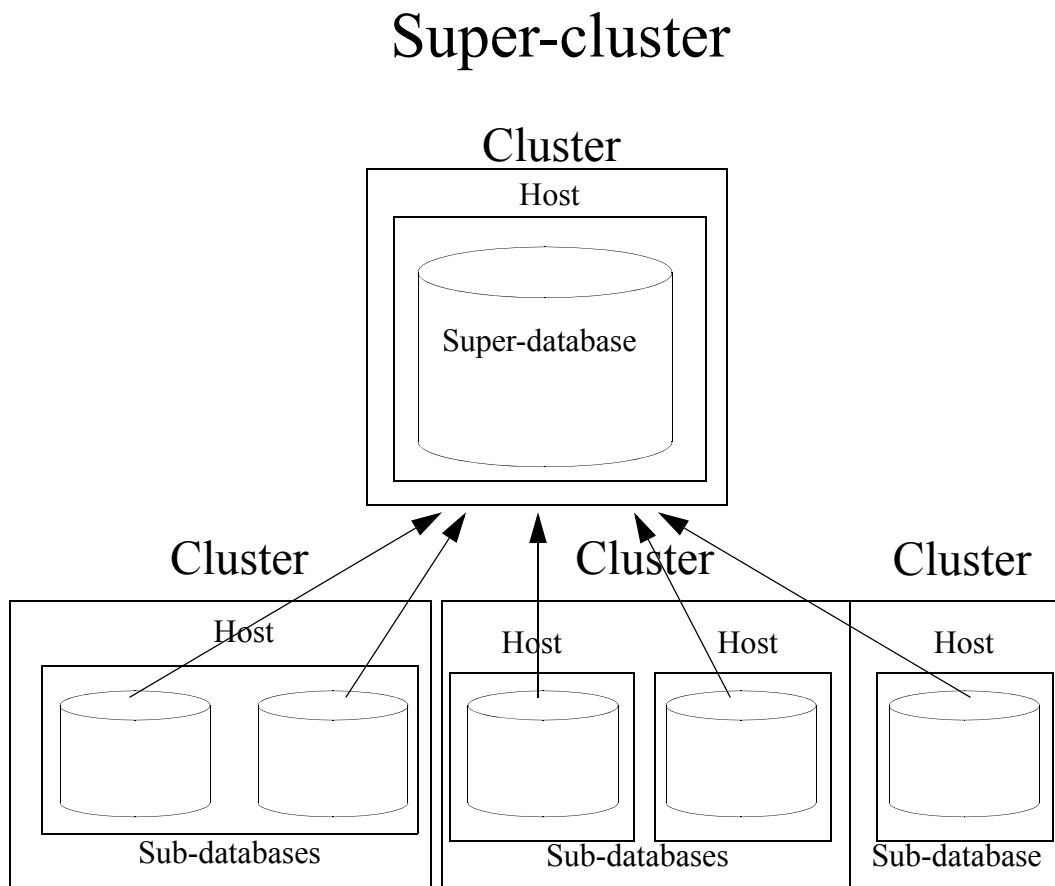 Super-cluster
Cluster
Host
Super-database
Cluster
Cluster
Cluster
Host
Host
Host
Host
Sub-databases
Sub-databases
Sub-database